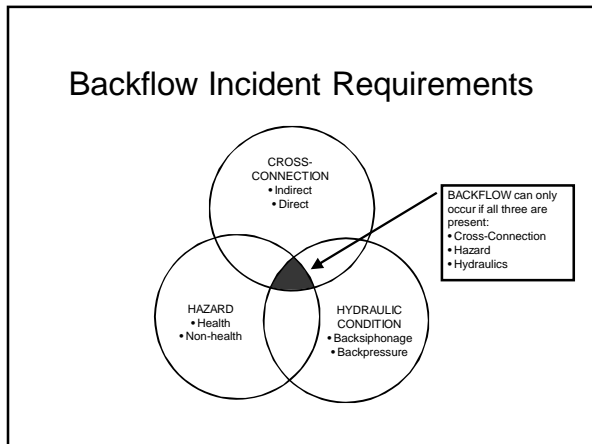 Backflow Incident Requirements
CROSS-
CONNECTION
• Indirect
• Direct
BACKFLOW can only
occur if all three are
present:
• Cross-Connection
• Hazard
• Hydraulics
HAZARD
• Health
• Non-health
HYDRAULIC
CONDITION
• Backsiphonage
• Backpressure